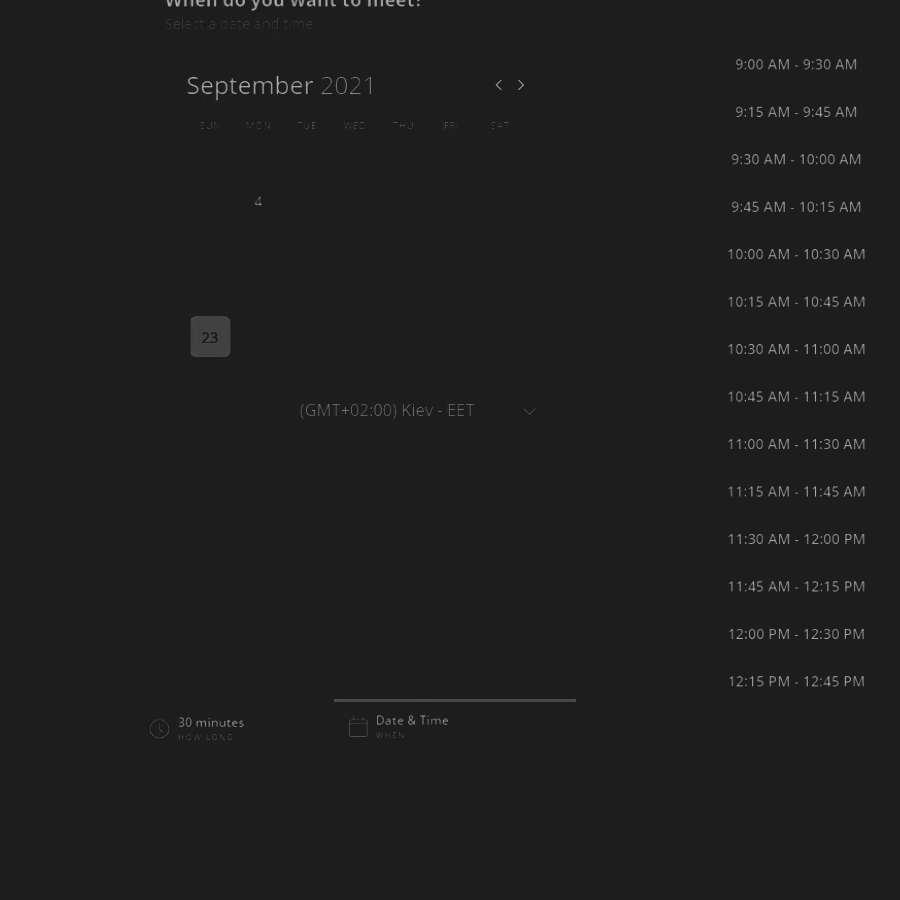 When do you want to meet?
Select a date and time
September 2021
SUN MON TUE WED THU FRI SAT
4
23
(GMT+02:00) Kiev - EET
9:00 AM - 9:30 AM
9:15 AM - 9:45 AM
9:30 AM - 10:00 AM
9:45 AM - 10:15 AM
10:00 AM - 10:30 AM
10:15 AM - 10:45 AM
10:30 AM - 11:00 AM
10:45 AM - 11:15 AM
11:00 AM - 11:30 AM
11:15 AM - 11:45 AM
11:30 AM - 12:00 PM
11:45 AM - 12:15 PM
12:00 PM - 12:30 PM
12:15 PM - 12:45 PM
30 minutes
HOW LONG
Date & Time
WHEN